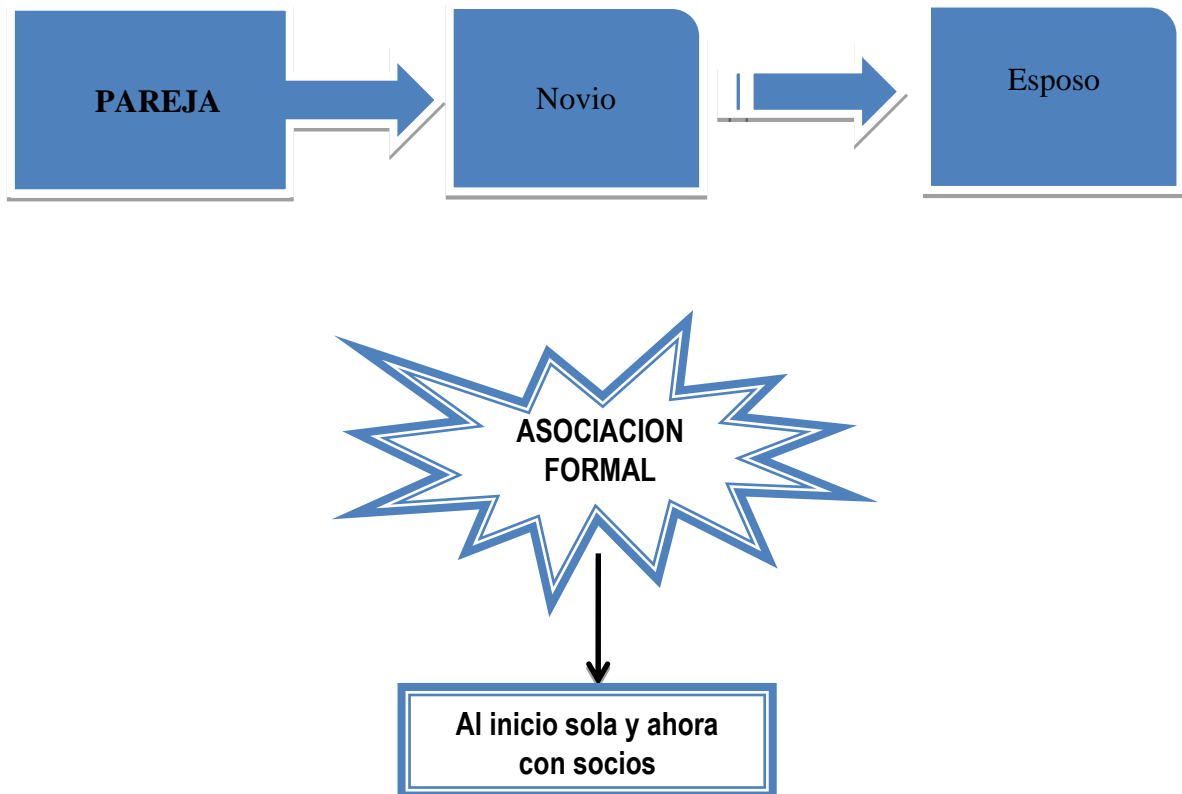 PAREJA
Novio
Esposo
ASOCIACION
FORMAL
Al inicio sola y ahora
con socios